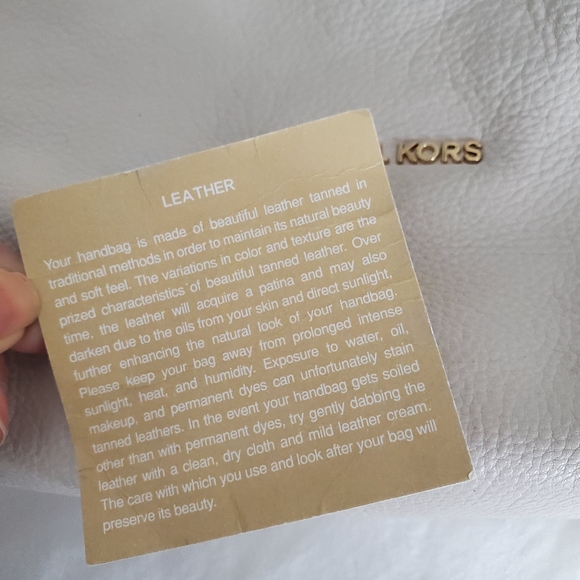 KORS
LEATHER
Your handbag is made of beautiful leather tanned in
traditional methods in order to maintain its natural beauty
and soft feel. The variations in color and texture are the
prized characteristics of beautiful tanned leather. Over
time, the leather will acquire a patina and may also
darken due to the oils from your skin and direct sunlight,
further enhancing the natural look of your handbag.
Please keep your bag away from prolonged intense
sunlight, heat, and humidity. Exposure to water, oil,
makeup, and permanent dyes can unfortunately stain
tanned leathers. In the event your handbag gets soiled
other than with permanent dyes, try gently dabbing the
leather with a clean, dry cloth and mild leather cream.
The care with which you use and look after your bag will
preserve its beauty.